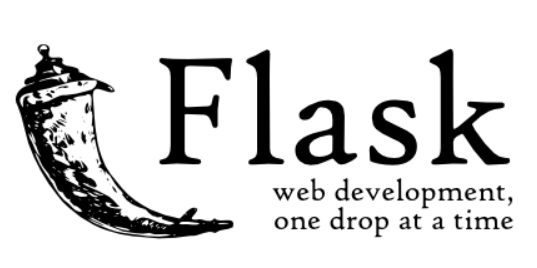 Flask
web development,
one drop at a time